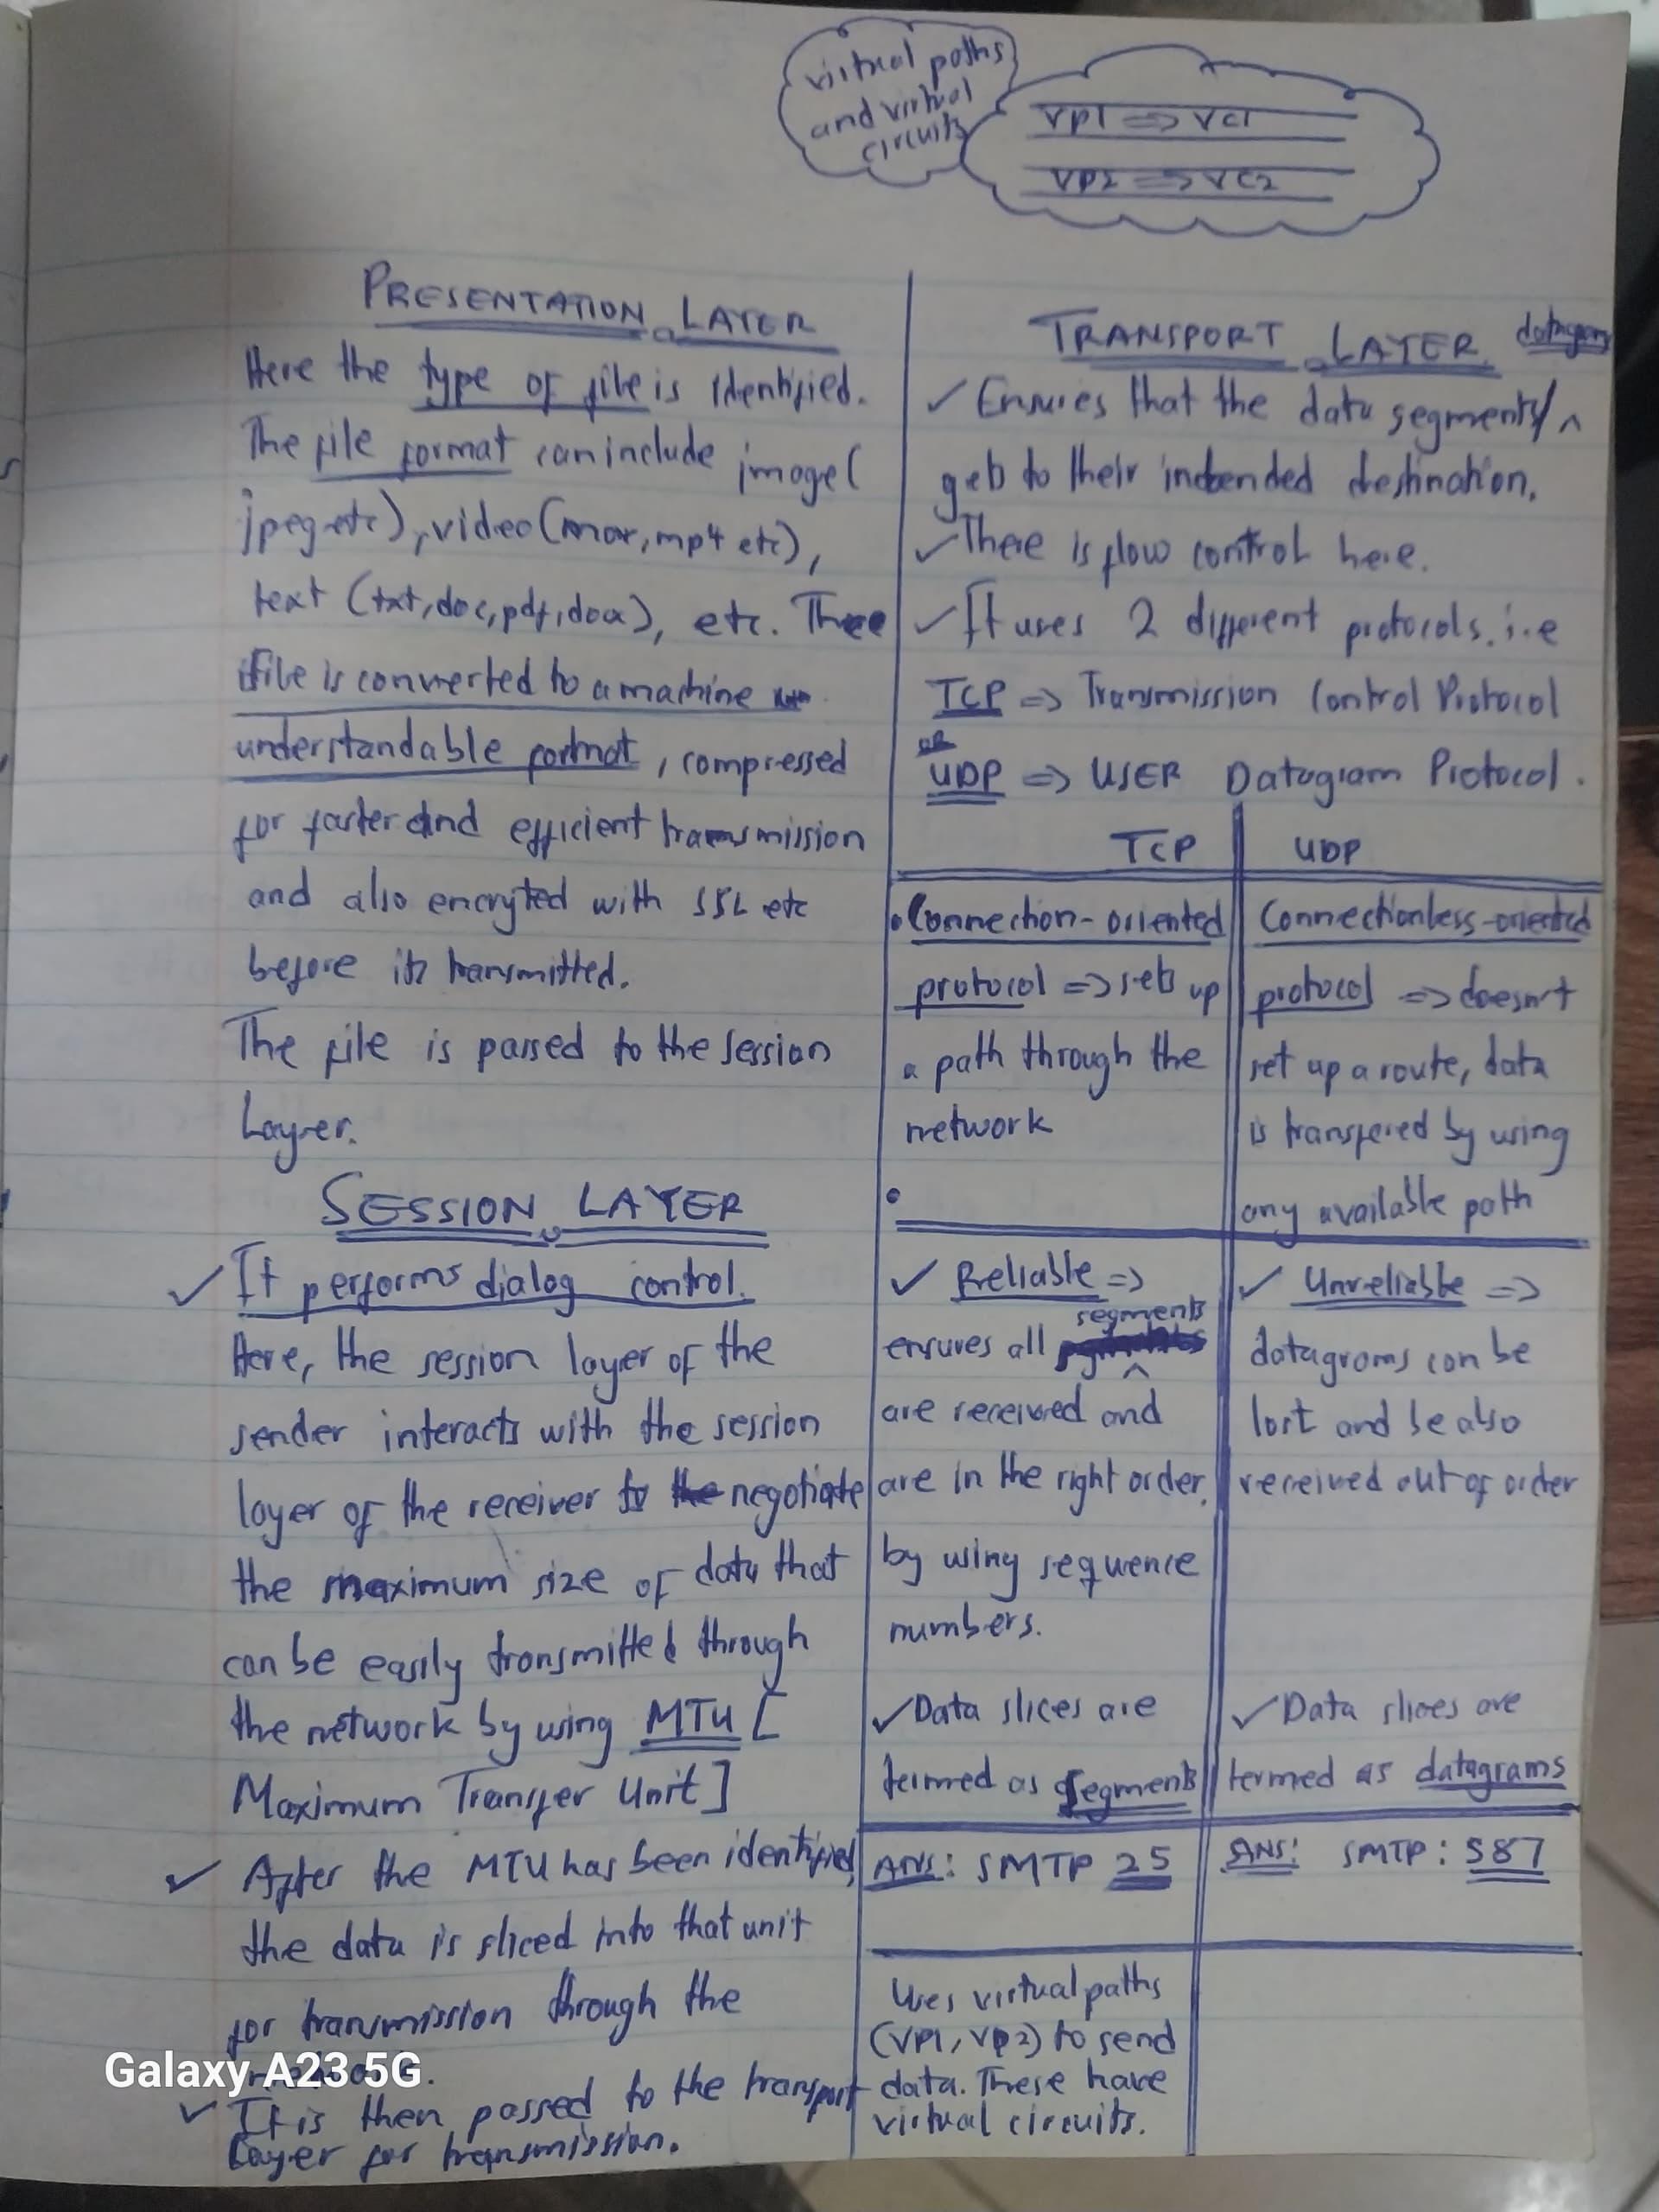 virtual paths
and virtual
circuits
VP1 => VC1
VP2 => VC2
PRESENTATION LAYER
Here the type of file is identified.
The file format can include image(
jpeg etc), video (mov, mp4 etc),
text (txt, doc, pdf, docx), etc. The
file is converted to a machine
understandable format, compressed
for faster and efficient transmission
and also encryted with SSL etc
before its transmitted.
The file is passed to the session
Layer.
SESSION LAYER
✓ It performs dialog control.
Here, the session layer of the
sender interacts with the session
layer of the receiver to negotiate
the maximum size of data that
can be easily transmitted through
the network by using MTU [
Maximum Transfer Unit]
✓ After the MTU has been identified,
the data is sliced into that unit
for transmission through the
✓ It is then passed to the transport
Layer for transmission.
TRANSPORT LAYER
✓ Ensures that the data segments/
gets to their intended destination.
✓ There is flow control here.
✓ It uses 2 different protocols. i.e
TCP => Transmission Control Protocol
OR
UDP => USER Datagram Protocol.
TCP
• Connection-oriented
protocol => sets up
a path through the
network
•
✓ Reliable =>
segments
ensures all
are received and
are in the right order,
by using sequence
numbers.
✓ Data slices are
termed as segments
ANS: SMTP 25
Uses virtual paths
(VP1, VP2) to send
data. These have
virtual circuits.
UDP
Connectionless-oriented
protocol => doesn't
set up a route, data
is transfered by using
any available path
✓ Unreliable =>
datagrams can be
lost and be also
received out of order
✓ Data slices are
termed as datagrams
ANS: SMTP: 587
Galaxy A23 5G